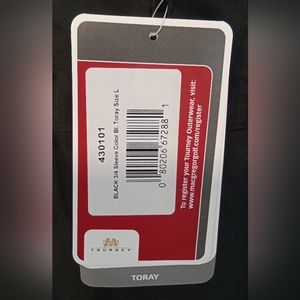 430101
BLACK 3/4 Sleeve Color Bl. Toray Size L
0 80206 67288 1
To register your Tourney Outerwear, visit:
www.macgregorgolf.com/register
TOURNEY
TORAY